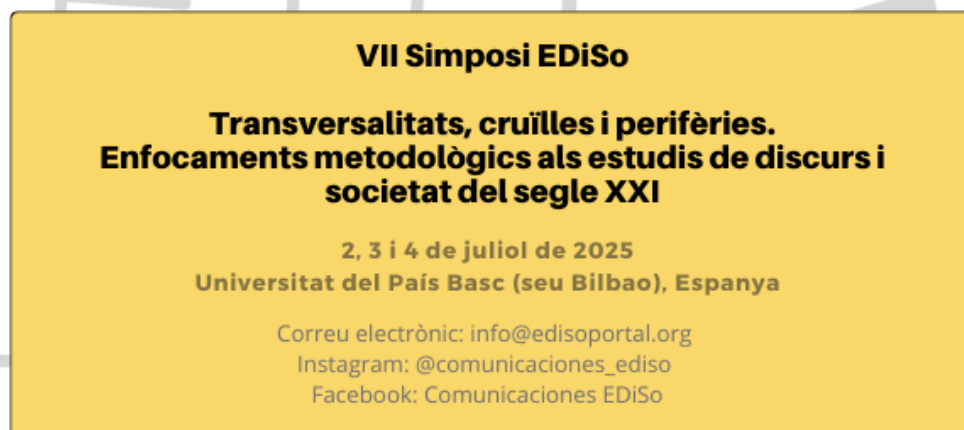 VII Simposi EDiSo
Transversalitats, cruïlles i perifèries.
Enfocaments metodològics als estudis de discurs i
societat del segle XXI
2, 3 i 4 de juliol de 2025
Universitat del País Basc (seu Bilbao), Espanya
Correu electrònic: info@edisoportal.org
Instagram: @comunicaciones_ediso
Facebook: Comunicaciones EDiSo